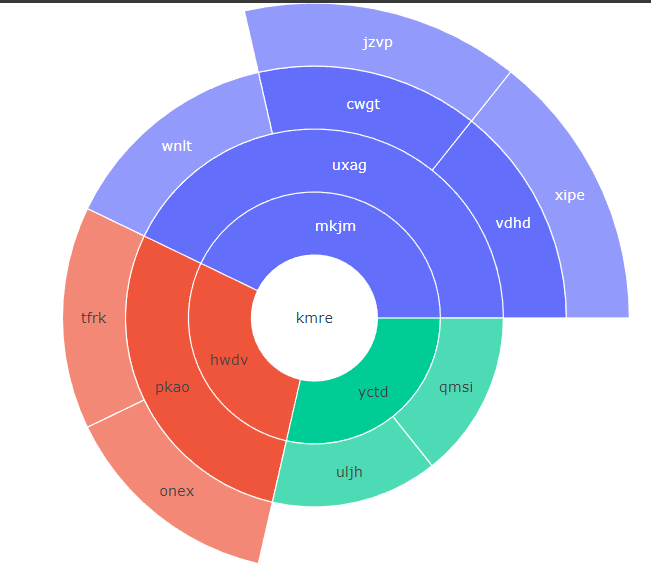 jzvp
cwgt
wnlt
uxag
xipe
vdhd
mkjm
tfrk
kmre
hwdv
pkao
yctd
qmsi
uljh
onex